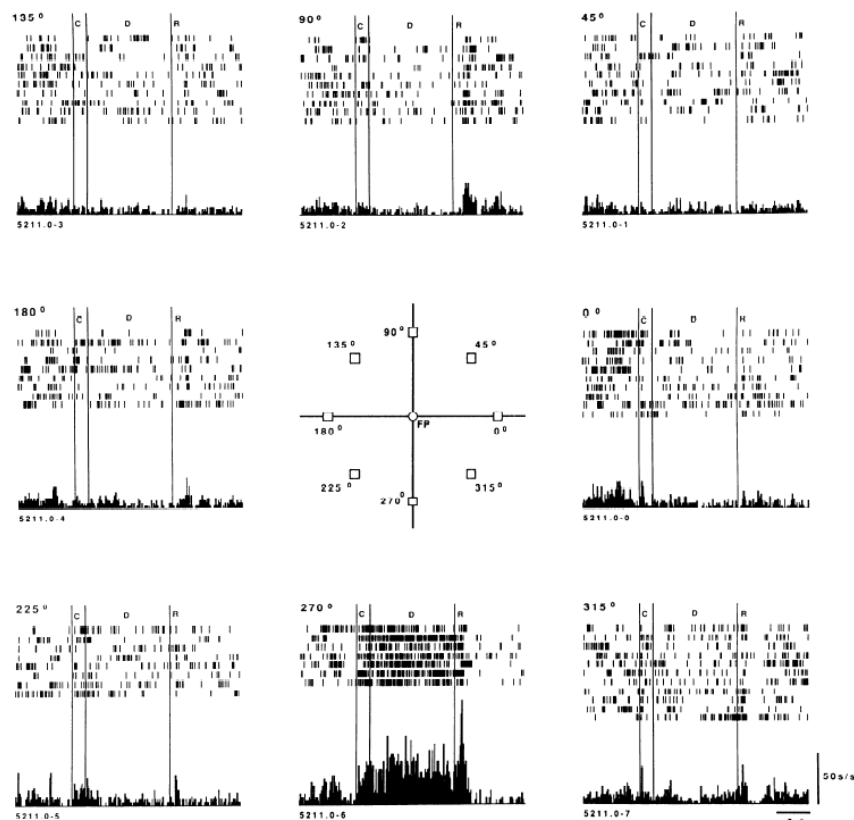 135°
C D R
5211.0-3
90°
C D R
5211.0-2
45°
C D R
5211.0-1
180°
C D R
5211.0-4
90°
135°
45°
180°
FP
0°
225°
315°
270°
0°
C D R
5211.0-0
225°
C D R
5211.0-5
270°
C D R
5211.0-6
315°
C D R
50s/s
5211.0-7